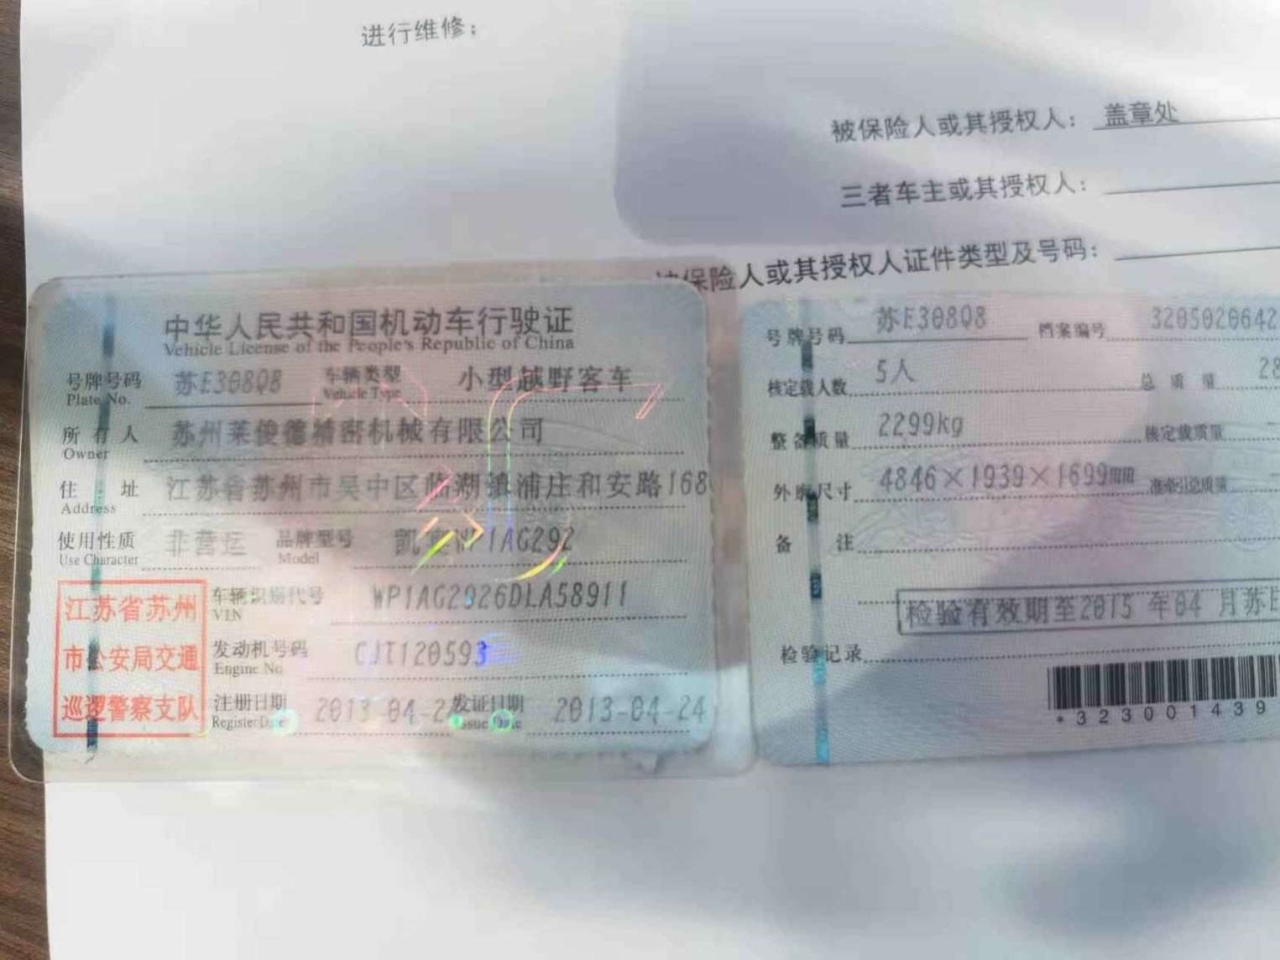 进行维修；
被保险人或其授权人： 盖章处
三者车主或其授权人：
保险人或其授权人证件类型及号码：
中华人民共和国机动车行驶证
Vehicle License of the People's Republic of China
号牌号码 苏E308Q8 车辆类型 小型越野客车
Plate No. Vehicle Type
所有人 苏州莱俊德精密机械有限公司
Owner
住址 江苏省苏州市吴中区临湖镇浦庄和安路168
Address
使用性质 非营运 品牌型号 凯 WP1AG292
Use Character Model
江苏省苏州
市公安局交通
巡逻警察支队
车辆识别代号 WP1AG2926DLA58911
VIN
发动机号码 CJT120593
Engine No.
注册日期 2013-04-2 发证日期 2013-04-24
Register Date Issue Date
号牌号码 苏E308Q8 档案编号 3205020642
核定载人数 5人 总质量 28
整备质量 2299kg 核定载质量
外廓尺寸 4846×1939×1699mm 准牵引总质量
备注
检验有效期至2015 年04 月苏E
检验记录
*323001439